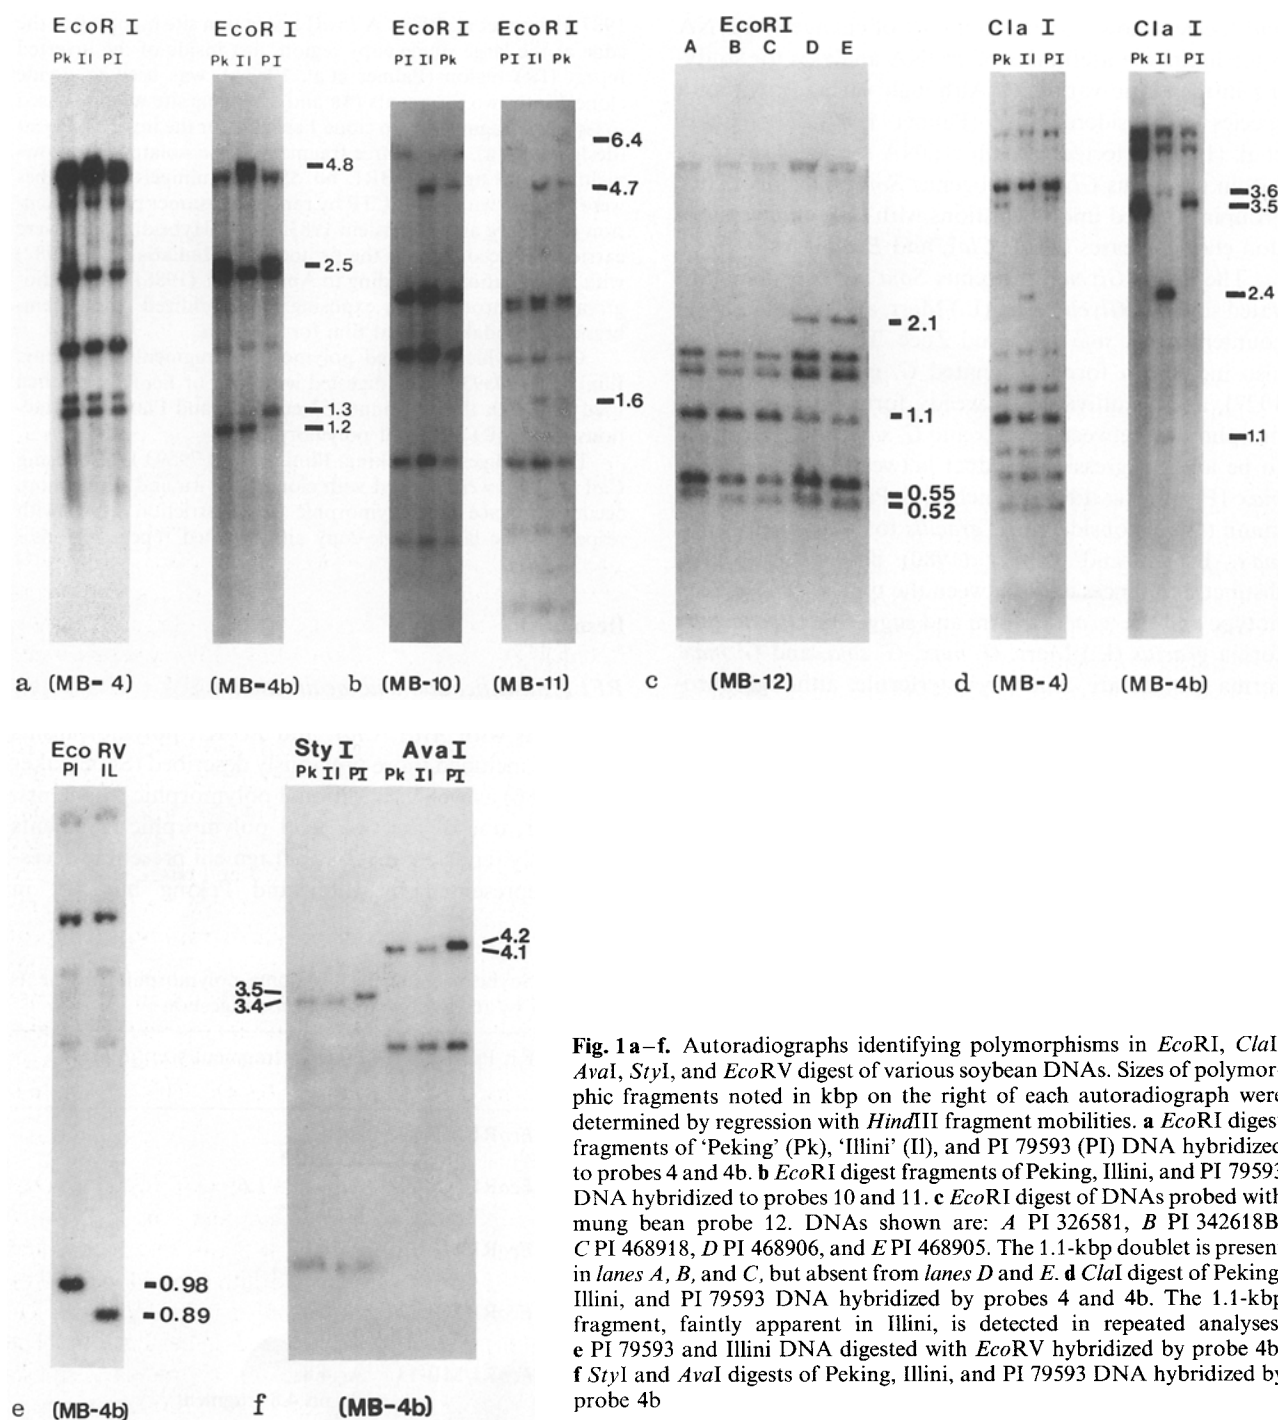 EcoR I
EcoR I
EcoR I
EcoR I
EcoRI
Cla I
Cla I
Pk Il PI
Pk Il PI
PI Il Pk
PI Il Pk
A B C D E
Pk Il PI
Pk Il PI
4.8
2.5
1.3
1.2
6.4
4.7
1.6
2.1
1.1
0.55
0.52
3.6
3.5
2.4
1.1
a (MB-4)
(MB-4b)
b (MB-10)
(MB-11)
c (MB-12)
d (MB-4)
(MB-4b)
Eco RV
PI IL
0.98
0.89
e (MB-4b)
Sty I
Ava I
Pk Il PI
Pk Il PI
3.5
3.4
4.2
4.1
f (MB-4b)
Fig. 1 a–f. Autoradiographs identifying polymorphisms in EcoRI, ClaI
AvaI, StyI, and EcoRV digest of various soybean DNAs. Sizes of polymor-
phic fragments noted in kbp on the right of each autoradiograph were
determined by regression with HindIII fragment mobilities. a EcoRI diges
fragments of ‘Peking’ (Pk), ‘Illini’ (Il), and PI 79593 (PI) DNA hybridized
to probes 4 and 4b. b EcoRI digest fragments of Peking, Illini, and PI 79593
DNA hybridized to probes 10 and 11. c EcoRI digest of DNAs probed with
mung bean probe 12. DNAs shown are: A PI 326581, B PI 342618B
C PI 468918, D PI 468906, and E PI 468905. The 1.1-kbp doublet is presen
in lanes A, B, and C, but absent from lanes D and E. d ClaI digest of Peking
Illini, and PI 79593 DNA hybridized by probes 4 and 4b. The 1.1-kbp
fragment, faintly apparent in Illini, is detected in repeated analyses
e PI 79593 and Illini DNA digested with EcoRV hybridized by probe 4b
f StyI and AvaI digests of Peking, Illini, and PI 79593 DNA hybridized by
probe 4b